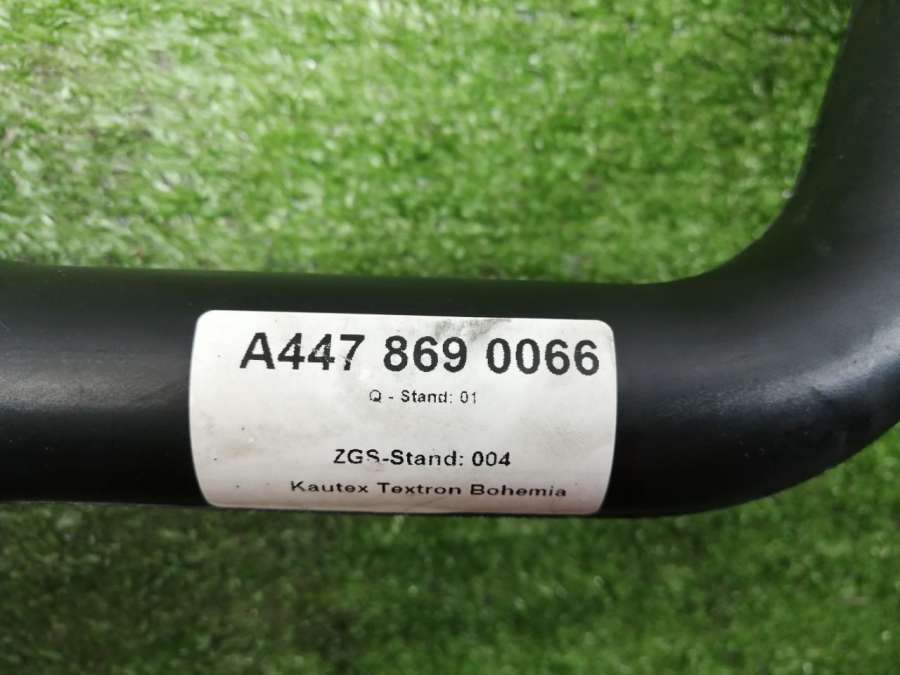 A447 869 0066
Q - Stand: 01
ZGS-Stand: 004
Kautex Textron Bohemia